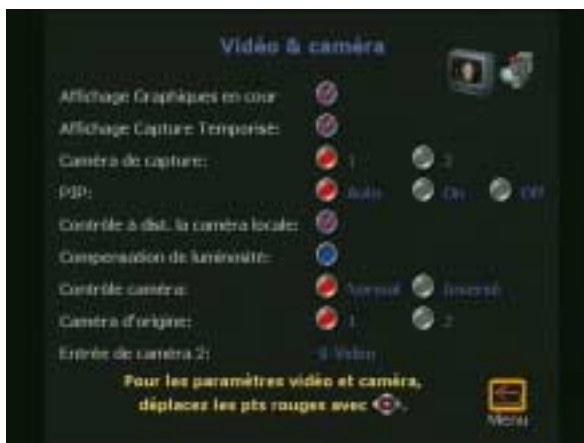 Vidéo & caméra
Affichage Graphiques en cour
Affichage Capture Temporisé:
Caméra de capture: 1 2
PIP: Auto On Off
Contrôle à dist. la caméra locale:
Compensation de luminosité:
Contrôle caméra: Normal Inversé
Caméra d'origine: 1 2
Entrée de caméra 2: S-Video
Pour les paramètres vidéo et caméra,
déplacez les pts rouges avec
Menu